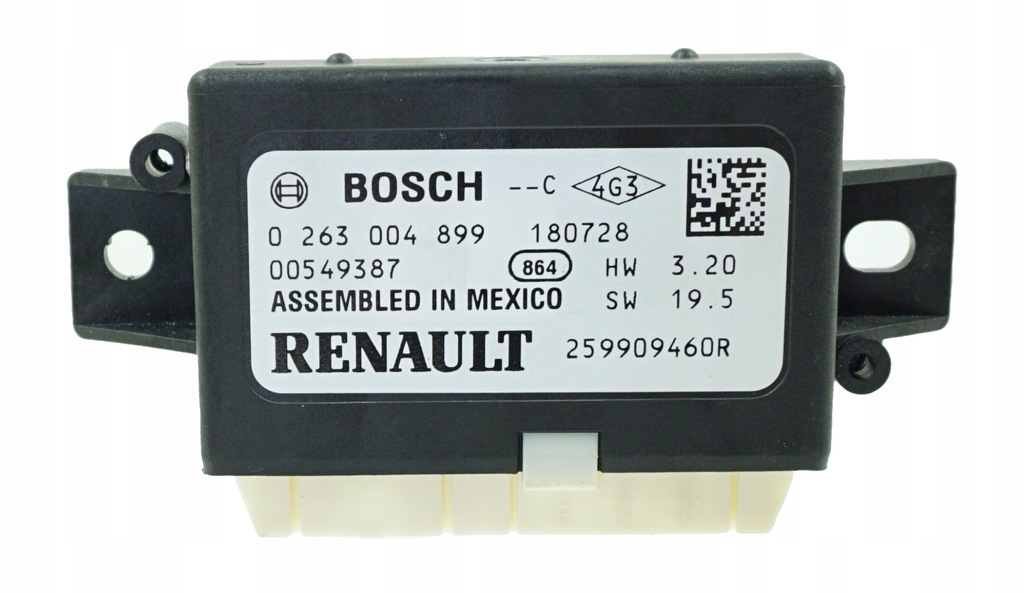 BOSCH --C 4G3
0 263 004 899 180728
00549387 864 HW 3.20
ASSEMBLED IN MEXICO SW 19.5
RENAULT 259909460R